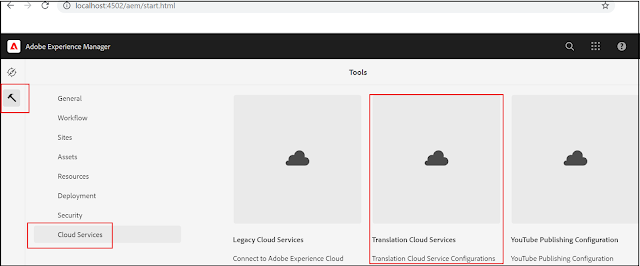 localhost:4502/aem/start.html
Adobe Experience Manager
Tools
General
Workflow
Sites
Assets
Resources
Deployment
Security
Cloud Services
Legacy Cloud Services
Connect to Adobe Experience Cloud
Translation Cloud Services
Translation Cloud Service Configurations
YouTube Publishing Configuration
YouTube Publishing Configuration